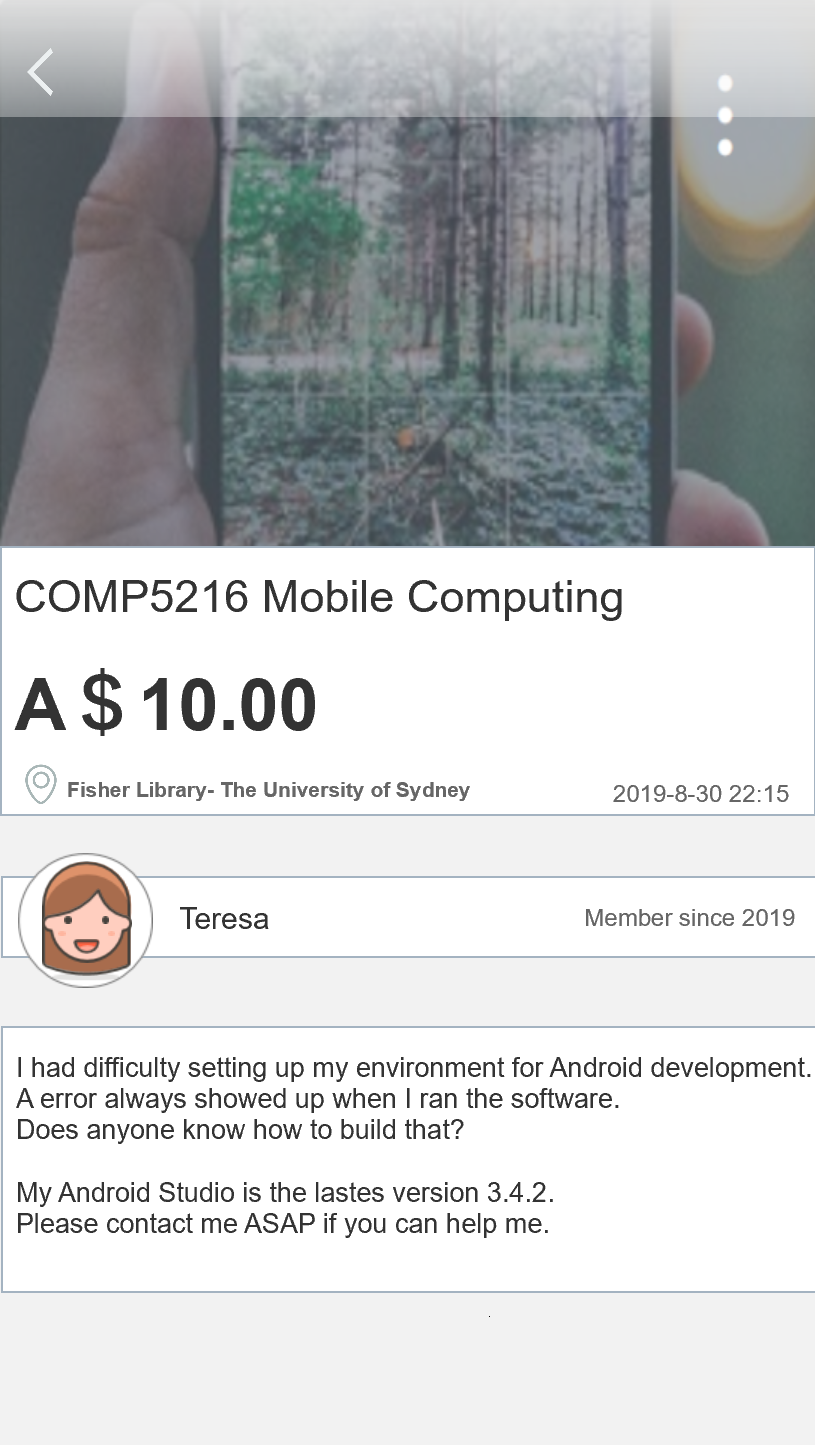 COMP5216 Mobile Computing
A $ 10.00
Fisher Library- The University of Sydney
2019-8-30 22:15
Teresa
Member since 2019
I had difficulty setting up my environment for Android development.
A error always showed up when I ran the software.
Does anyone know how to build that?
My Android Studio is the lastes version 3.4.2.
Please contact me ASAP if you can help me.